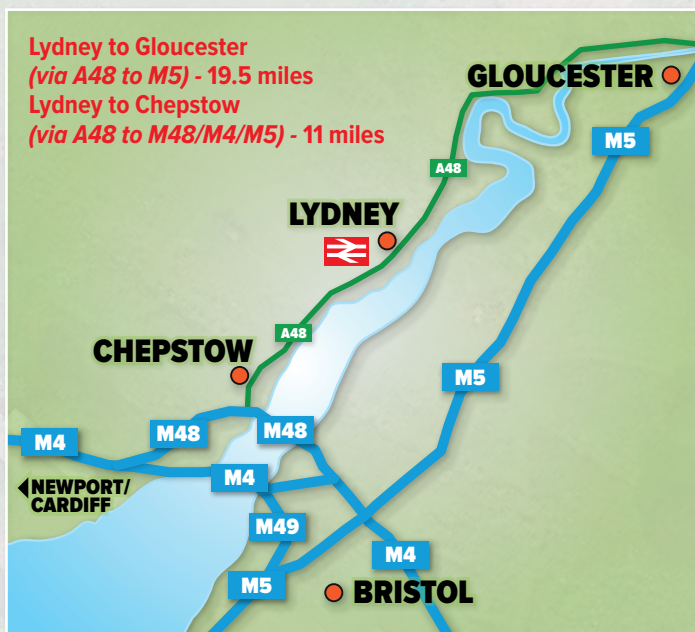 Lydney to Gloucester
(via A48 to M5) - 19.5 miles
Lydney to Chepstow
(via A48 to M48/M4/M5) - 11 miles
GLOUCESTER
M5
A48
LYDNEY
A48
CHEPSTOW
M5
M48
M48
M4
M4
NEWPORT/
CARDIFF
M49
M4
M5
BRISTOL